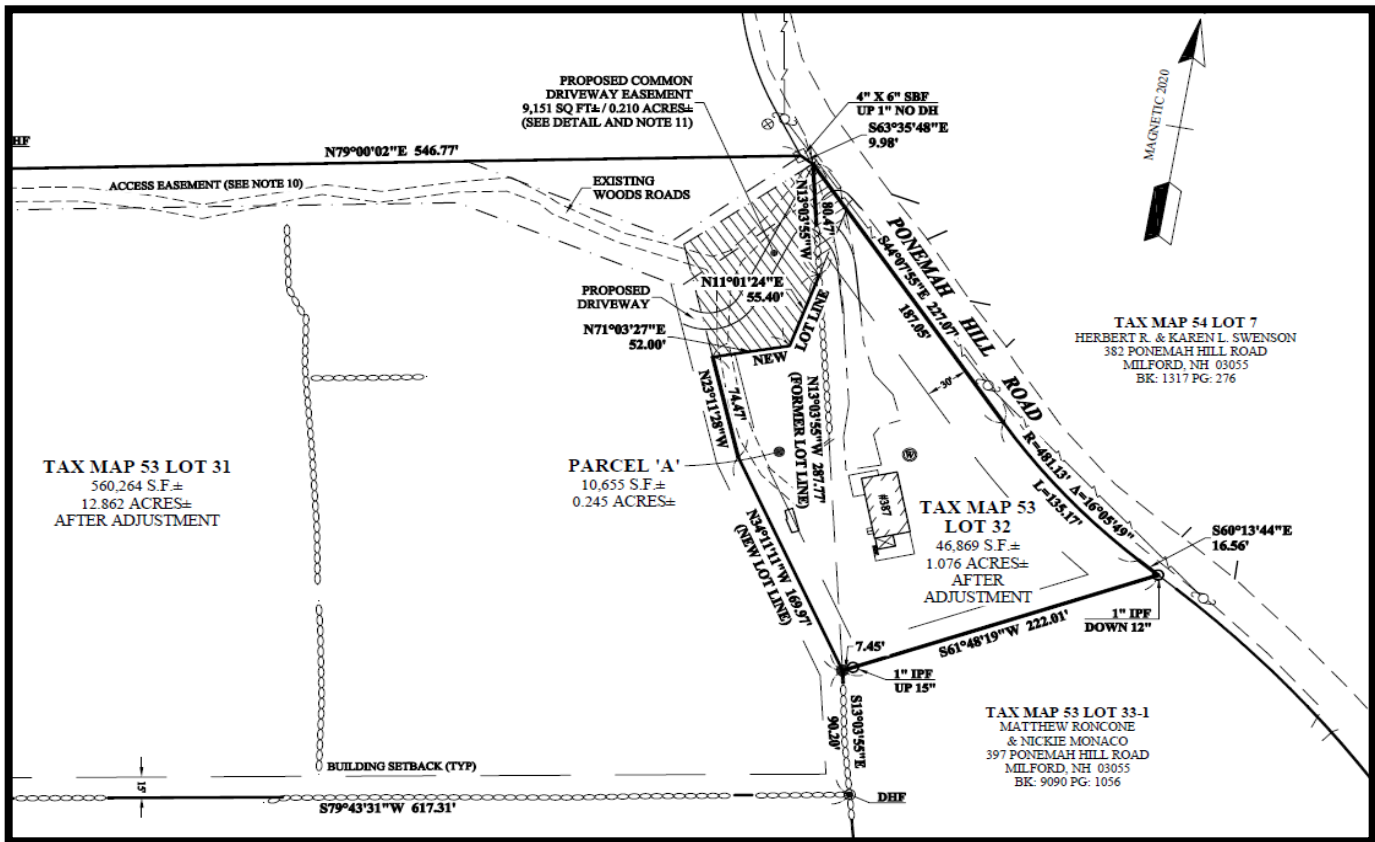 PROPOSED COMMON
DRIVEWAY EASEMENT
9,151 SQ FT± / 0.210 ACRES±
(SEE DETAIL AND NOTE 11)
4" X 6" SBF
UP 1" NO DH
S63°35'48"E
9.98'
MAGNETIC 2020
HF
N79°00'02"E 546.77'
ACCESS EASEMENT (SEE NOTE 10)
EXISTING
WOODS ROADS
N13°03'55"W
80.47'
PONEMAH HILL ROAD
S44°07'55"E 227.07'
187.05'
PROPOSED
DRIVEWAY
N11°01'24"E
55.40'
N71°03'27"E
52.00'
NEW LOT LINE
TAX MAP 54 LOT 7
HERBERT R. & KAREN L. SWENSON
382 PONEMAH HILL ROAD
MILFORD, NH 03055
BK: 1317 PG: 276
30'
N23°11'28"W
74.47'
N13°03'55"W 287.77'
(FORMER LOT LINE)
R=481.13' Δ=16°05'49"
L=135.17'
TAX MAP 53 LOT 31
560,264 S.F.±
12.862 ACRES±
AFTER ADJUSTMENT
PARCEL 'A'
10,655 S.F.±
0.245 ACRES±
W
#387
TAX MAP 53
LOT 32
46,869 S.F.±
1.076 ACRES±
AFTER
ADJUSTMENT
N34°11'11"W 169.97'
(NEW LOT LINE)
S60°13'44"E
16.56'
1" IPF
DOWN 12"
S61°48'19"W 222.01'
7.45'
1" IPF
UP 15"
S13°03'55"E
90.20'
TAX MAP 53 LOT 33-1
MATTHEW RONCONE
& NICKIE MONACO
397 PONEMAH HILL ROAD
MILFORD, NH 03055
BK: 9090 PG: 1056
BUILDING SETBACK (TYP)
15'
S79°43'31"W 617.31'
DHF